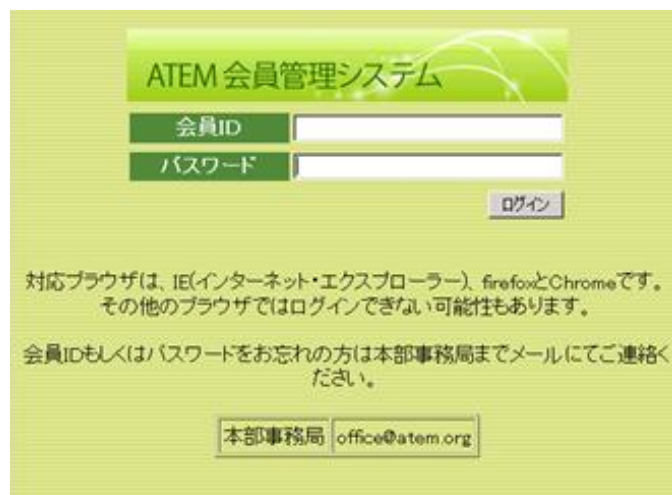 ATEM 会員管理システム
会員ID
パスワード
ログイン
対応ブラウザは、IE(インターネット・エクスプローラー)、firefoxとChromeです。
その他のブラウザではログインできない可能性もあります。
会員IDもしくはパスワードをお忘れの方は本部事務局までメールにてご連絡く
ださい。
本部事務局 office@atem.org